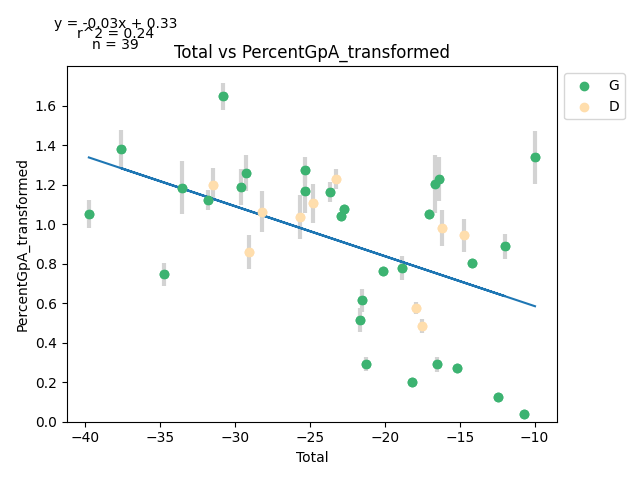 y = -0.03x + 0.33
r^2 = 0.24
n = 39
Total vs PercentGpA_transformed
G
D
PercentGpA_transformed
1.6
1.4
1.2
1.0
0.8
0.6
0.4
0.2
0.0
−40 −35 −30 −25 −20 −15 −10
Total